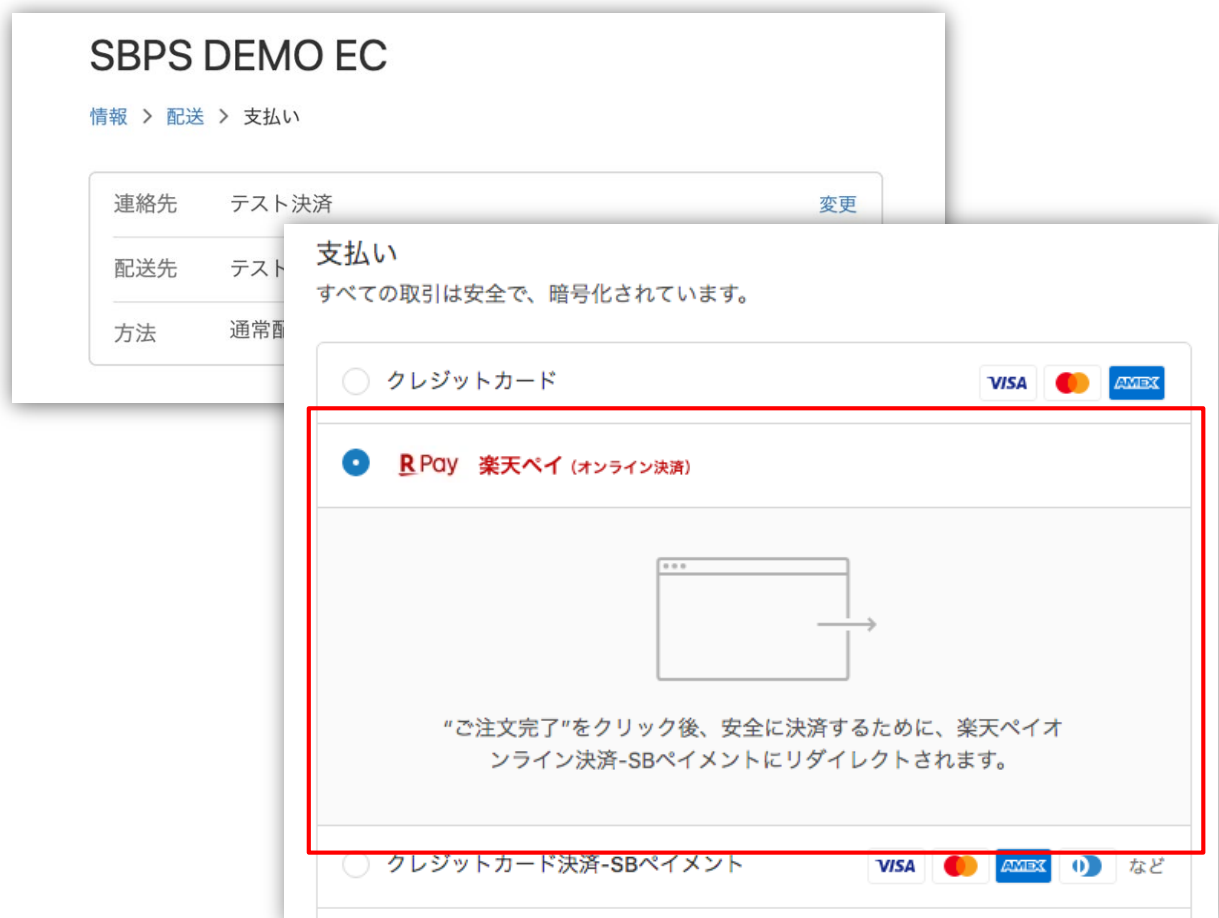 SBPS DEMO EC
情報 > 配送 > 支払い
連絡先 テスト決済 変更
配送先 テスト
方法 通常配
支払い
すべての取引は安全で、暗号化されています。
クレジットカード VISA AMEX
R Pay 楽天ペイ（オンライン決済）
“ご注文完了”をクリック後、安全に決済するために、楽天ペイオ
ンライン決済-SBペイメントにリダイレクトされます。
クレジットカード決済-SBペイメント VISA AMEX など